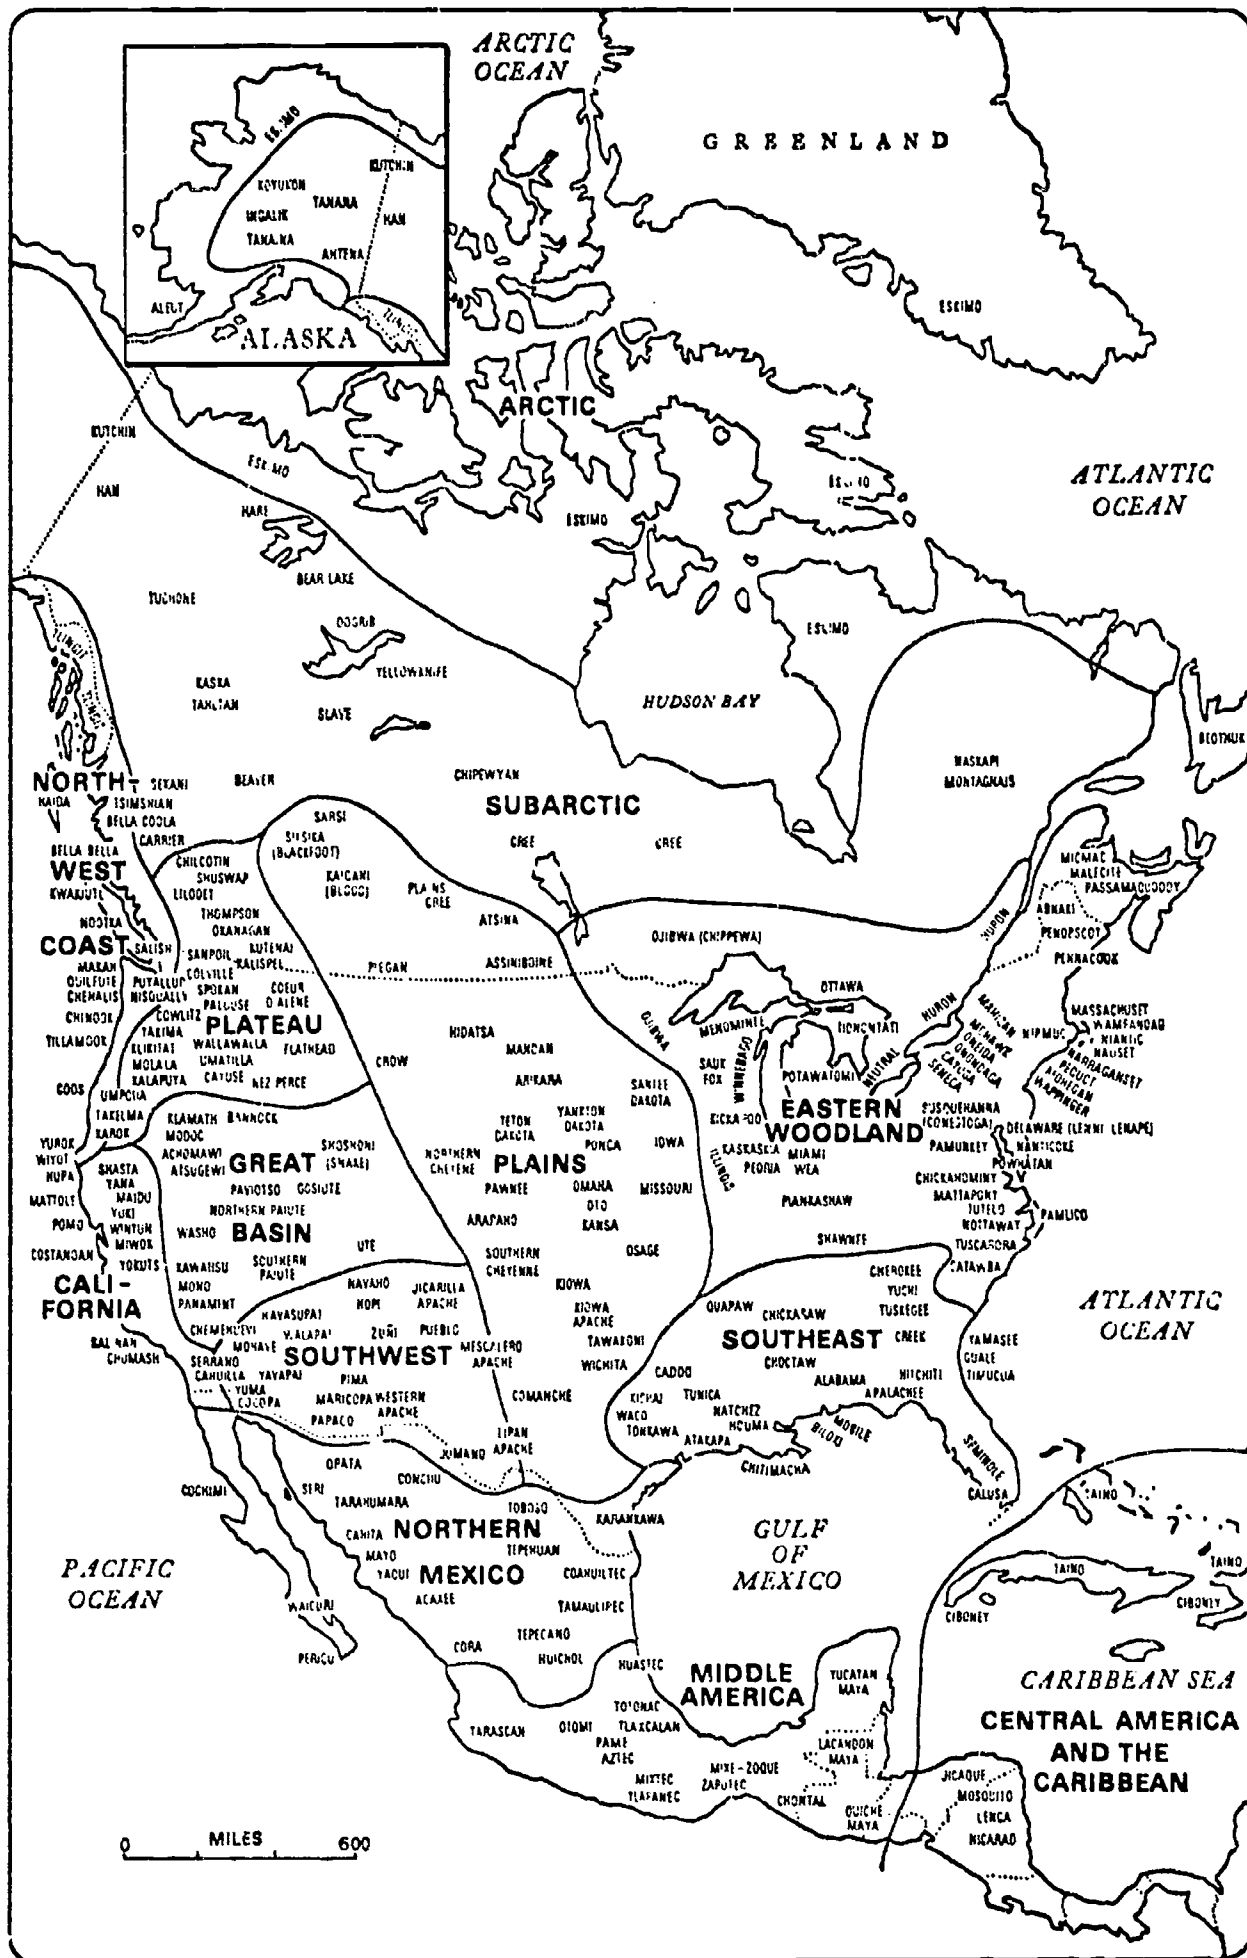 ARCTIC
OCEAN
GREENLAND
ESKIMO
KUTCHIN
KOYUKON
TANANA
INGALIK
HAN
TANAINA
AHTENA
ALEUT
TLINGIT
ALASKA
ESKIMO
ARCTIC
KUTCHIN
ESKIMO
HAN
ESKIMO
ATLANTIC
OCEAN
HARE
ESKIMO
BEAR LAKE
TUCHONE
DOGRIB
ESKIMO
TLINGIT
YELLOWKNIFE
KASKA
TAHLTAN
SLAVE
HUDSON BAY
TLINGIT
BEOTHUK
NASKAPI
MONTAGNAIS
NORTH-
SEKANI
BEAVER
CHIPEWYAN
HAIDA
TSIMSHIAN
SUBARCTIC
BELLA COOLA
SARSI
CARRIER
SIKSIKA
(BLACKFOOT)
CREE
CREE
BELLA BELLA
CHILCOTIN
MICMAC
MALECITE
WEST
SHUSWAP
KAIGANI
(BLOOD)
PLAINS
CREE
PASSAMAQUODDY
KWAKIUTL
LILOOET
ABNAKI
NOOTKA
THOMPSON
OKANAGAN
ATSINA
HURON
PENOPSCOT
COAST
SALISH
SANPOIL
KUTENAI
KALISPEL
OJIBWA (CHIPPEWA)
PENNACOOK
MAKAH
COLVILLE
PIEGAN
ASSINIBOINE
QUILEUTE
PUYALLUP
SPOKAN
COEUR
D'ALENE
OTTAWA
CHEHALIS
NISQUALLY
PALOUSE
HURON
MAHICAN
MASSACHUSET
CHINOOK
COWLITZ
PLATEAU
OJIBWA
MENOMINEE
TIONONTATI
MOHAWK
NIPMUC
WAMPANOAG
TILLAMOOK
YAKIMA
WALLAWALLA
HIDATSA
ONEIDA
NIANTIC
KLIKITAT
UMATILLA
FLATHEAD
MANDAN
WINNEBAGO
ONONDAGA
NAUSET
MOLALA
CROW
SAUK
FOX
NEUTRAL
CAYUGA
NARRAGANSET
KALAPUYA
CAYUSE
NEZ PERCE
ARIKARA
POTAWATOMI
SENECA
PEQUOT
COOS
UMPQUA
SANTEE
DAKOTA
MOHEGAN
WAPPINGER
TAKELMA
KLAMATH
BANNOCK
TETON
DAKOTA
YANKTON
DAKOTA
KICKAPOO
EASTERN
WOODLAND
SUSQUEHANNA
(CONESTOGA)
DELAWARE (LENNI LENAPE)
YUROK
KAROK
MODOC
SHOSHONI
(SNAKE)
PONCA
IOWA
KASKASKIA
MIAMI
PAMUNKEY
NANTICOKE
WIYOT
ACHOMAWI
GREAT
NORTHERN
CHEYENE
PLAINS
ILLINOIS
PEORIA
WEA
POWHATAN
HUPA
SHASTA
ATSUGEWI
CHICKAHOMINY
YANA
PAVIOTSO
GOSIUTE
PAWNEE
OMAHA
MISSOURI
PIANKASHAW
MATTAPONY
MATTOLE
MAIDU
NORTHERN PAIUTE
OTO
TUTELO
YUKI
ARAPAHO
KANSA
NOTTAWAY
PAMLICO
POMO
WINTUN
WASHO
BASIN
SHAWNEE
MIWOK
UTE
OSAGE
TUSCARORA
COSTANOAN
YOKUTS
KAWAIISU
SOUTHERN
PAIUTE
SOUTHERN
CHEYENNE
CHEROKEE
CATAWBA
CALI-
FORNIA
MONO
NAVAHO
JICARILLA
APACHE
KIOWA
YUCHI
PANAMINT
HAVASUPAI
HOPI
KIOWA
APACHE
QUAPAW
CHICKASAW
TUSKEGEE
ATLANTIC
OCEAN
CHEMEHUEVI
WALAPAI
ZUÑI
PUEBLO
TAWAKONI
SOUTHEAST
CREEK
YAMASEE
SALINAN
MOHAVE
SOUTHWEST
MESCALERO
APACHE
WICHITA
CHOCTAW
GUALE
CHUMASH
SERRANO
CADDO
HITCHITI
TIMUCUA
CAHUILLA
YAVAPAI
PIMA
ALABAMA
YUMA
MARICOPA
WESTERN
APACHE
COMANCHE
KICHAI
TUNICA
APALACHEE
COCOPA
PAPAGO
WACO
NATCHEZ
MOBILE
TONKAWA
HOUMA
BILOXI
LIPAN
APACHE
ATAKAPA
SEMINOLE
OPATA
JUMANO
CHITIMACHA
COCHIMI
SERI
CONCHO
CALUSA
TAINO
TARAHUMARA
TOBOSO
KARANKAWA
CAHITA
NORTHERN
GULF
OF
MEXICO
TEPEHUAN
PACIFIC
OCEAN
MAYO
YAQUI
MEXICO
COAHUILTEC
TAINO
TAINO
ACAXEE
TAMAULIPEC
CIBONEY
CIBONEY
WAICURI
TEPECANO
PERICU
CORA
HUICHOL
HUASTEC
MIDDLE
AMERICA
YUCATAN
MAYA
CARIBBEAN SEA
TOTONAC
TARASCAN
OTOMI
TLAXCALAN
LACANDON
MAYA
CENTRAL AMERICA
AND THE
CARIBBEAN
PAME
AZTEC
MIXE-ZOQUE
JICAQUE
MIXTEC
ZAPOTEC
CHONTAL
MOSQUITO
TLAPANEC
QUICHE
MAYA
LENCA
NICARAO
0 MILES 600